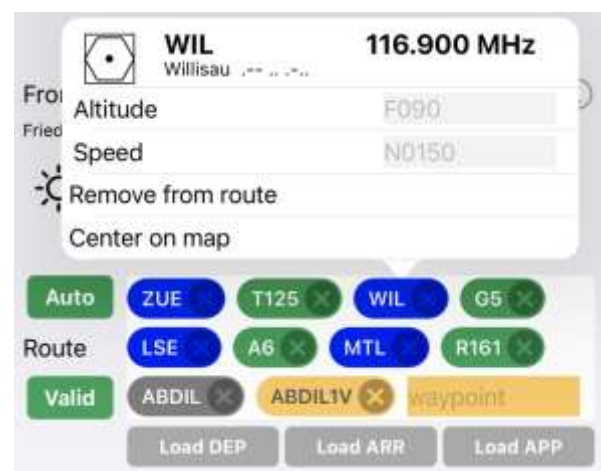 WIL 116.900 MHz
Willisau .-- .. .-..
Fro
Altitude F090
Fried
Speed N0150
Remove from route
Center on map
Auto ZUE T125 WIL G5
Route LSE A6 MTL R161
Valid ABDIL ABDIL1V waypoint
Load DEP Load ARR Load APP